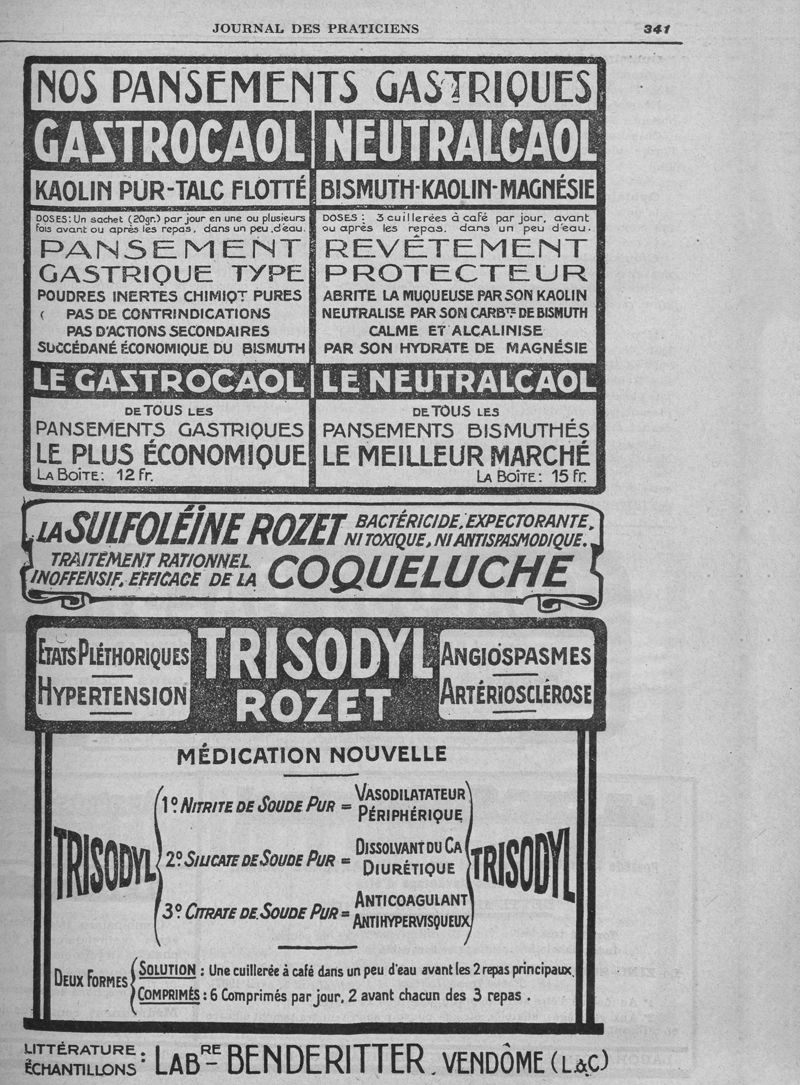 JOURNAL DES PRATICIENS 341
NOS PANSEMENTS GASTRIQUES
GASTROCAOL
KAOLIN PUR-TALC FLOTTÉ
DOSES: Un sachet (20gr.) par jour en une ou plusieurs
fois avant ou après les repas, dans un peu d'eau.
PANSEMENT
GASTRIQUE TYPE
POUDRES INERTES CHIMIQT PURES
PAS DE CONTRINDICATIONS
PAS D'ACTIONS SECONDAIRES
SUCCÉDANÉ ÉCONOMIQUE DU BISMUTH
LE GASTROCAOL
DE TOUS LES
PANSEMENTS GASTRIQUES
LE PLUS ÉCONOMIQUE
LA BOÎTE: 12 Fr.
NEUTRALCAOL
BISMUTH-KAOLIN-MAGNÉSIE
DOSES: 3 cuillerées à café par jour, avant
ou après les repas. dans un peu d'eau.
REVÊTEMENT
PROTECTEUR
ABRITE LA MUQUEUSE PAR SON KAOLIN
NEUTRALISE PAR SON CARBTE DE BISMUTH
CALME ET ALCALINISE
PAR SON HYDRATE DE MAGNÉSIE
LE NEUTRALCAOL
DE TOUS LES
PANSEMENTS BISMUTHÉS
LE MEILLEUR MARCHÉ
LA BOÎTE: 15 fr.
LA SULFOLÉINE ROZET BACTÉRICIDE, EXPECTORANTE,
NI TOXIQUE, NI ANTISPASMODIQUE.
TRAITÉMENT RATIONNEL
INOFFENSIF, EFFICACE DE LA COQUELUCHE
ETATS PLÉTHORIQUES
HYPERTENSION
TRISODYL
ROZET
ANGIOSPASMES
ARTÉRIOSCLÉROSE
MÉDICATION NOUVELLE
TRISODYL
1º. NITRITE DE SOUDE PUR = VASODILATATEUR
PÉRIPHÉRIQUE
2º. SILICATE DE SOUDE PUR = DISSOLVANT DU CA
DIURÉTIQUE
3º. CITRATE DE SOUDE PUR = ANTICOAGULANT
ANTIHYPERVISQUEUX
TRISODYL
DEUX FORMES
SOLUTION : Une cuillerée à café dans un peu d'eau avant les 2 repas principaux.
COMPRIMÉS : 6 Comprimés par jour, 2 avant chacun des 3 repas.
LITTÉRATURE
ÉCHANTILLONS : LABRE BENDERITTER. VENDÔME (L.&C)